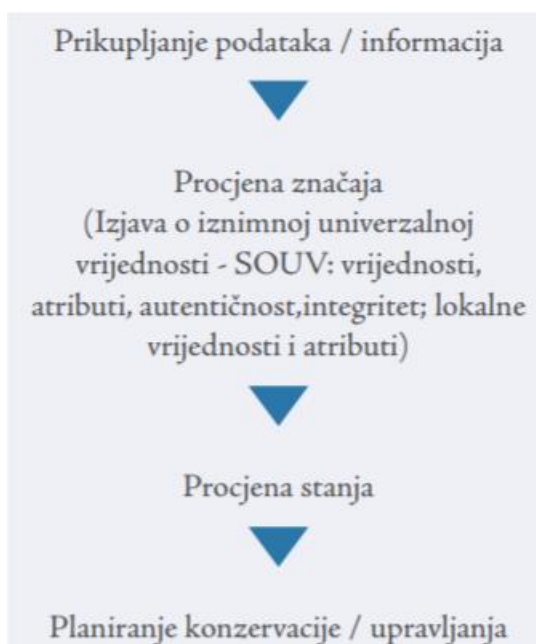 Prikupljanje podataka / informacija
Procjena značaja
(Izjava o iznimnoj univerzalnoj
vrijednosti - SOUV: vrijednosti,
atributi, autentičnost,integritet; lokalne
vrijednosti i atributi)
Procjena stanja
Planiranje konzervacije / upravljanja